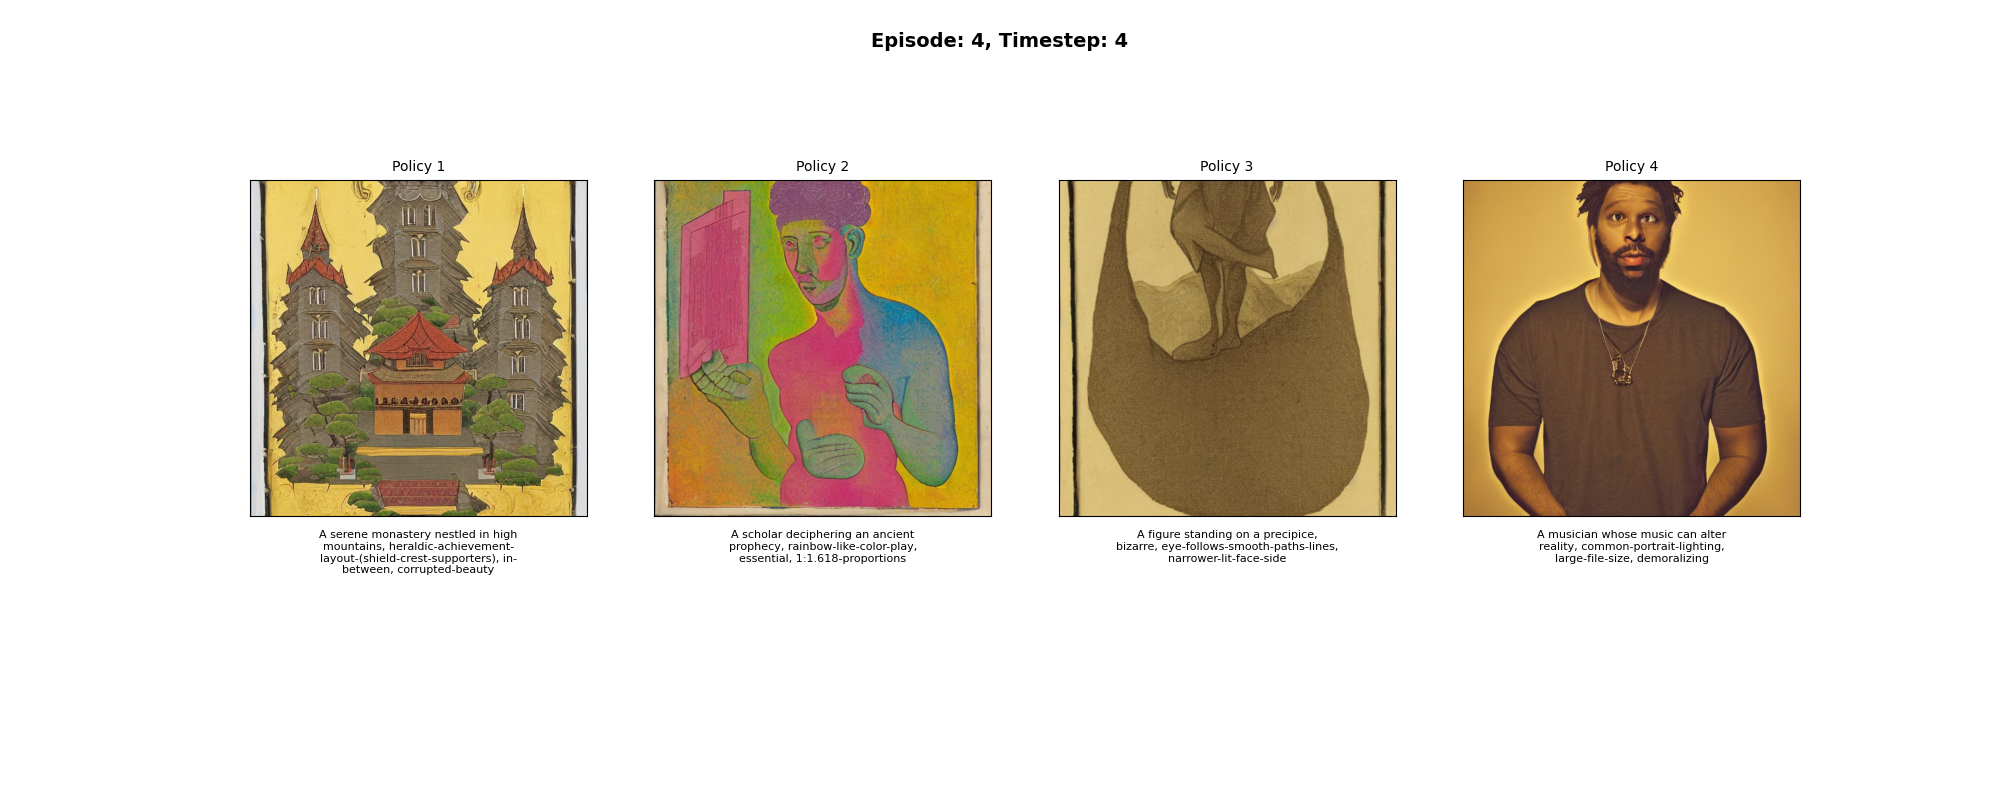 Episode: 4, Timestep: 4
Policy 1
Policy 2
Policy 3
Policy 4
A serene monastery nestled in high
mountains, heraldic-achievement-
layout-(shield-crest-supporters), in-
between, corrupted-beauty
A scholar deciphering an ancient
prophecy, rainbow-like-color-play,
essential, 1:1.618-proportions
A figure standing on a precipice,
bizarre, eye-follows-smooth-paths-lines,
narrower-lit-face-side
A musician whose music can alter
reality, common-portrait-lighting,
large-file-size, demoralizing